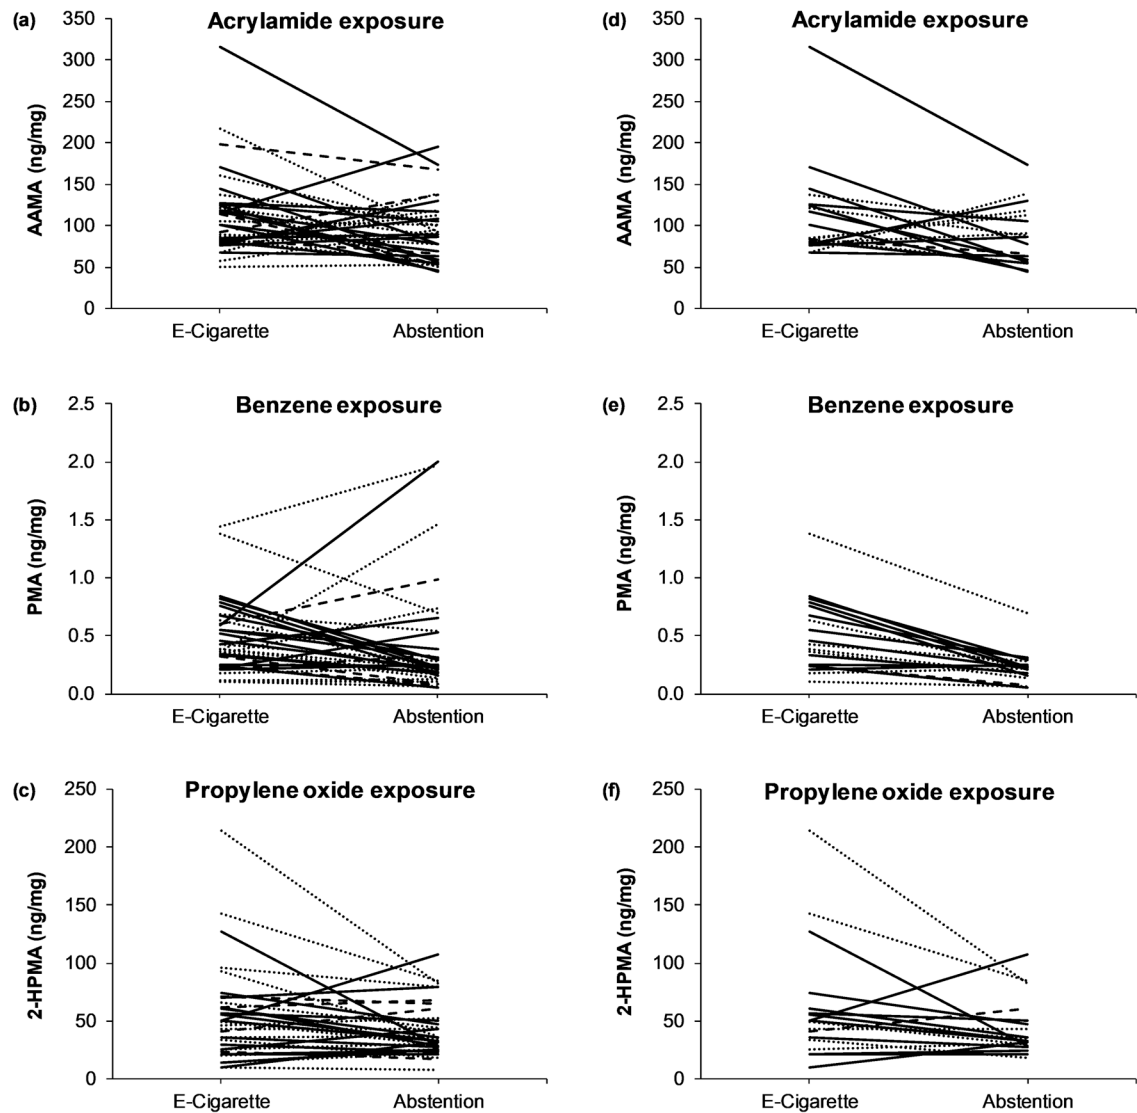 (a) Acrylamide exposure
AAMA (ng/mg)
350
300
250
200
150
100
50
0
E-Cigarette Abstention
(d) Acrylamide exposure
AAMA (ng/mg)
350
300
250
200
150
100
50
0
E-Cigarette Abstention
(b) Benzene exposure
PMA (ng/mg)
2.5
2.0
1.5
1.0
0.5
0.0
E-Cigarette Abstention
(e) Benzene exposure
PMA (ng/mg)
2.5
2.0
1.5
1.0
0.5
0.0
E-Cigarette Abstention
(c) Propylene oxide exposure
2-HPMA (ng/mg)
250
200
150
100
50
0
E-Cigarette Abstention
(f) Propylene oxide exposure
2-HPMA (ng/mg)
250
200
150
100
50
0
E-Cigarette Abstention